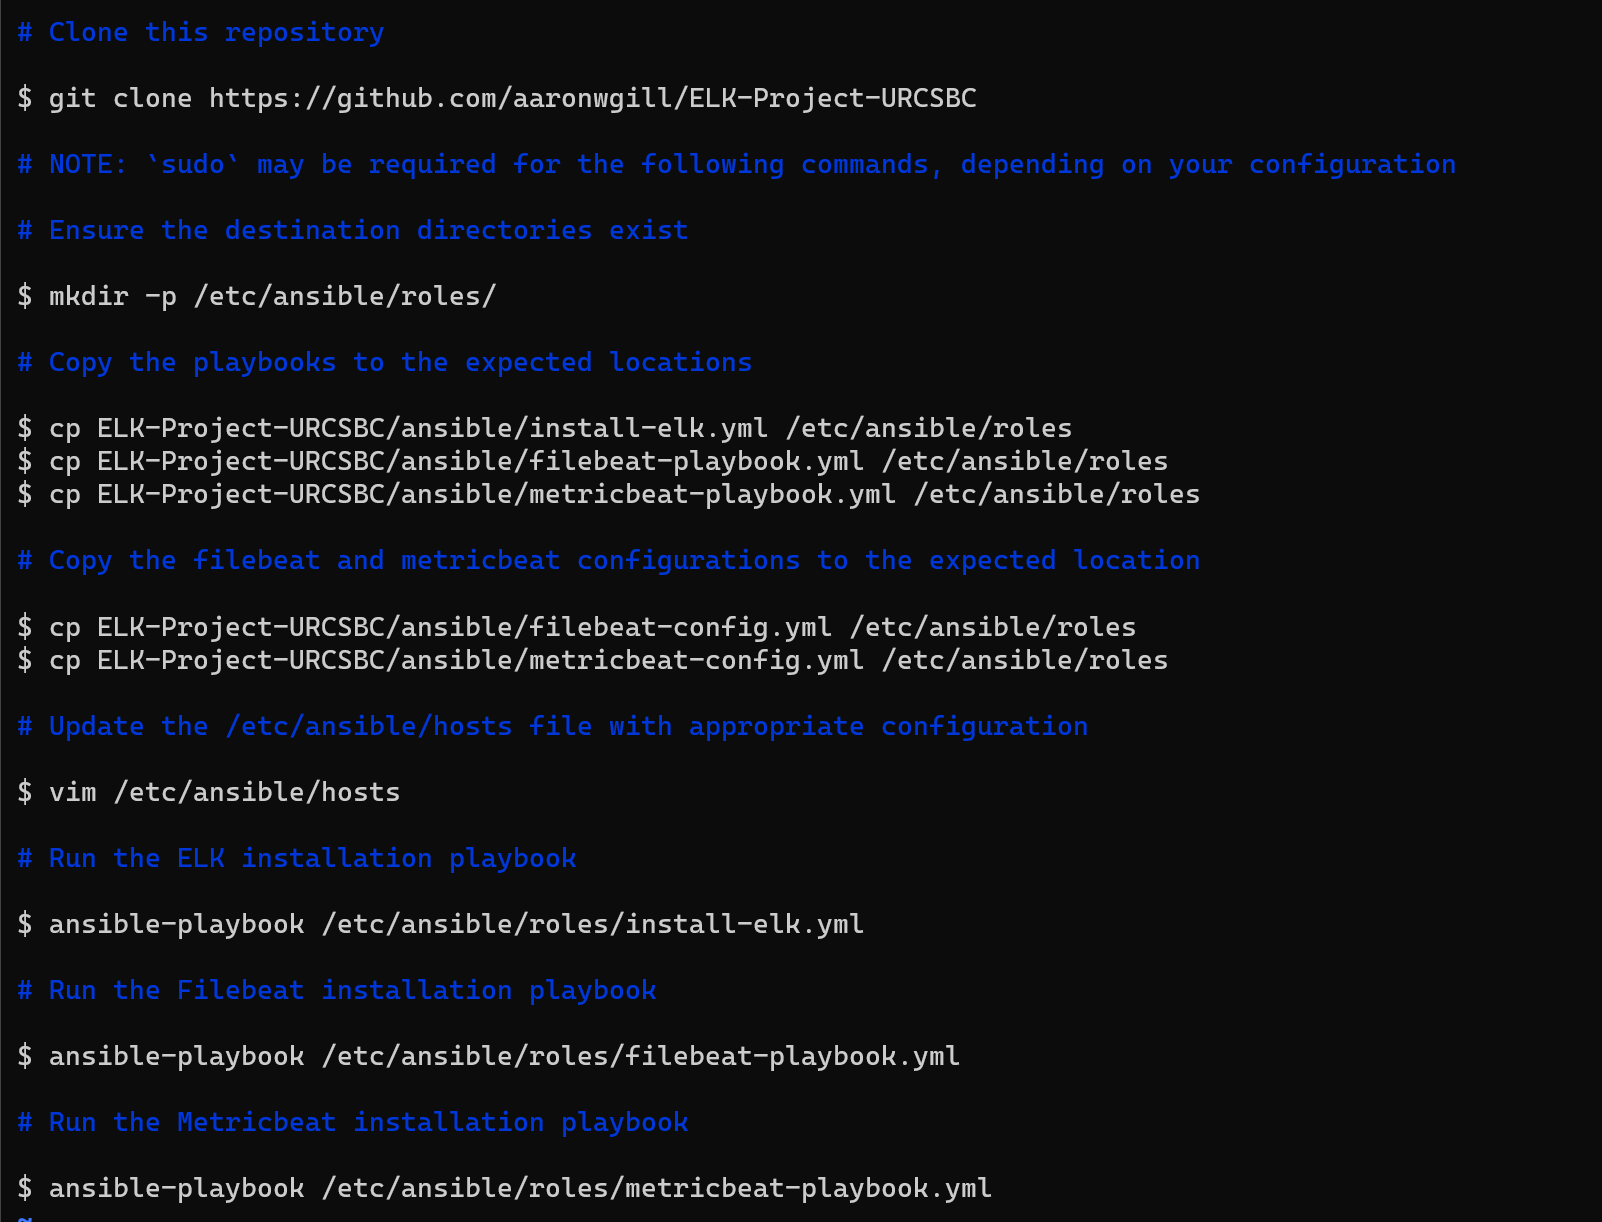 # Clone this repository
$ git clone https://github.com/aaronwgill/ELK-Project-URCSBC
# NOTE: `sudo` may be required for the following commands, depending on your configuration
# Ensure the destination directories exist
$ mkdir -p /etc/ansible/roles/
# Copy the playbooks to the expected locations
$ cp ELK-Project-URCSBC/ansible/install-elk.yml /etc/ansible/roles
$ cp ELK-Project-URCSBC/ansible/filebeat-playbook.yml /etc/ansible/roles
$ cp ELK-Project-URCSBC/ansible/metricbeat-playbook.yml /etc/ansible/roles
# Copy the filebeat and metricbeat configurations to the expected location
$ cp ELK-Project-URCSBC/ansible/filebeat-config.yml /etc/ansible/roles
$ cp ELK-Project-URCSBC/ansible/metricbeat-config.yml /etc/ansible/roles
# Update the /etc/ansible/hosts file with appropriate configuration
$ vim /etc/ansible/hosts
# Run the ELK installation playbook
$ ansible-playbook /etc/ansible/roles/install-elk.yml
# Run the Filebeat installation playbook
$ ansible-playbook /etc/ansible/roles/filebeat-playbook.yml
# Run the Metricbeat installation playbook
$ ansible-playbook /etc/ansible/roles/metricbeat-playbook.yml
~